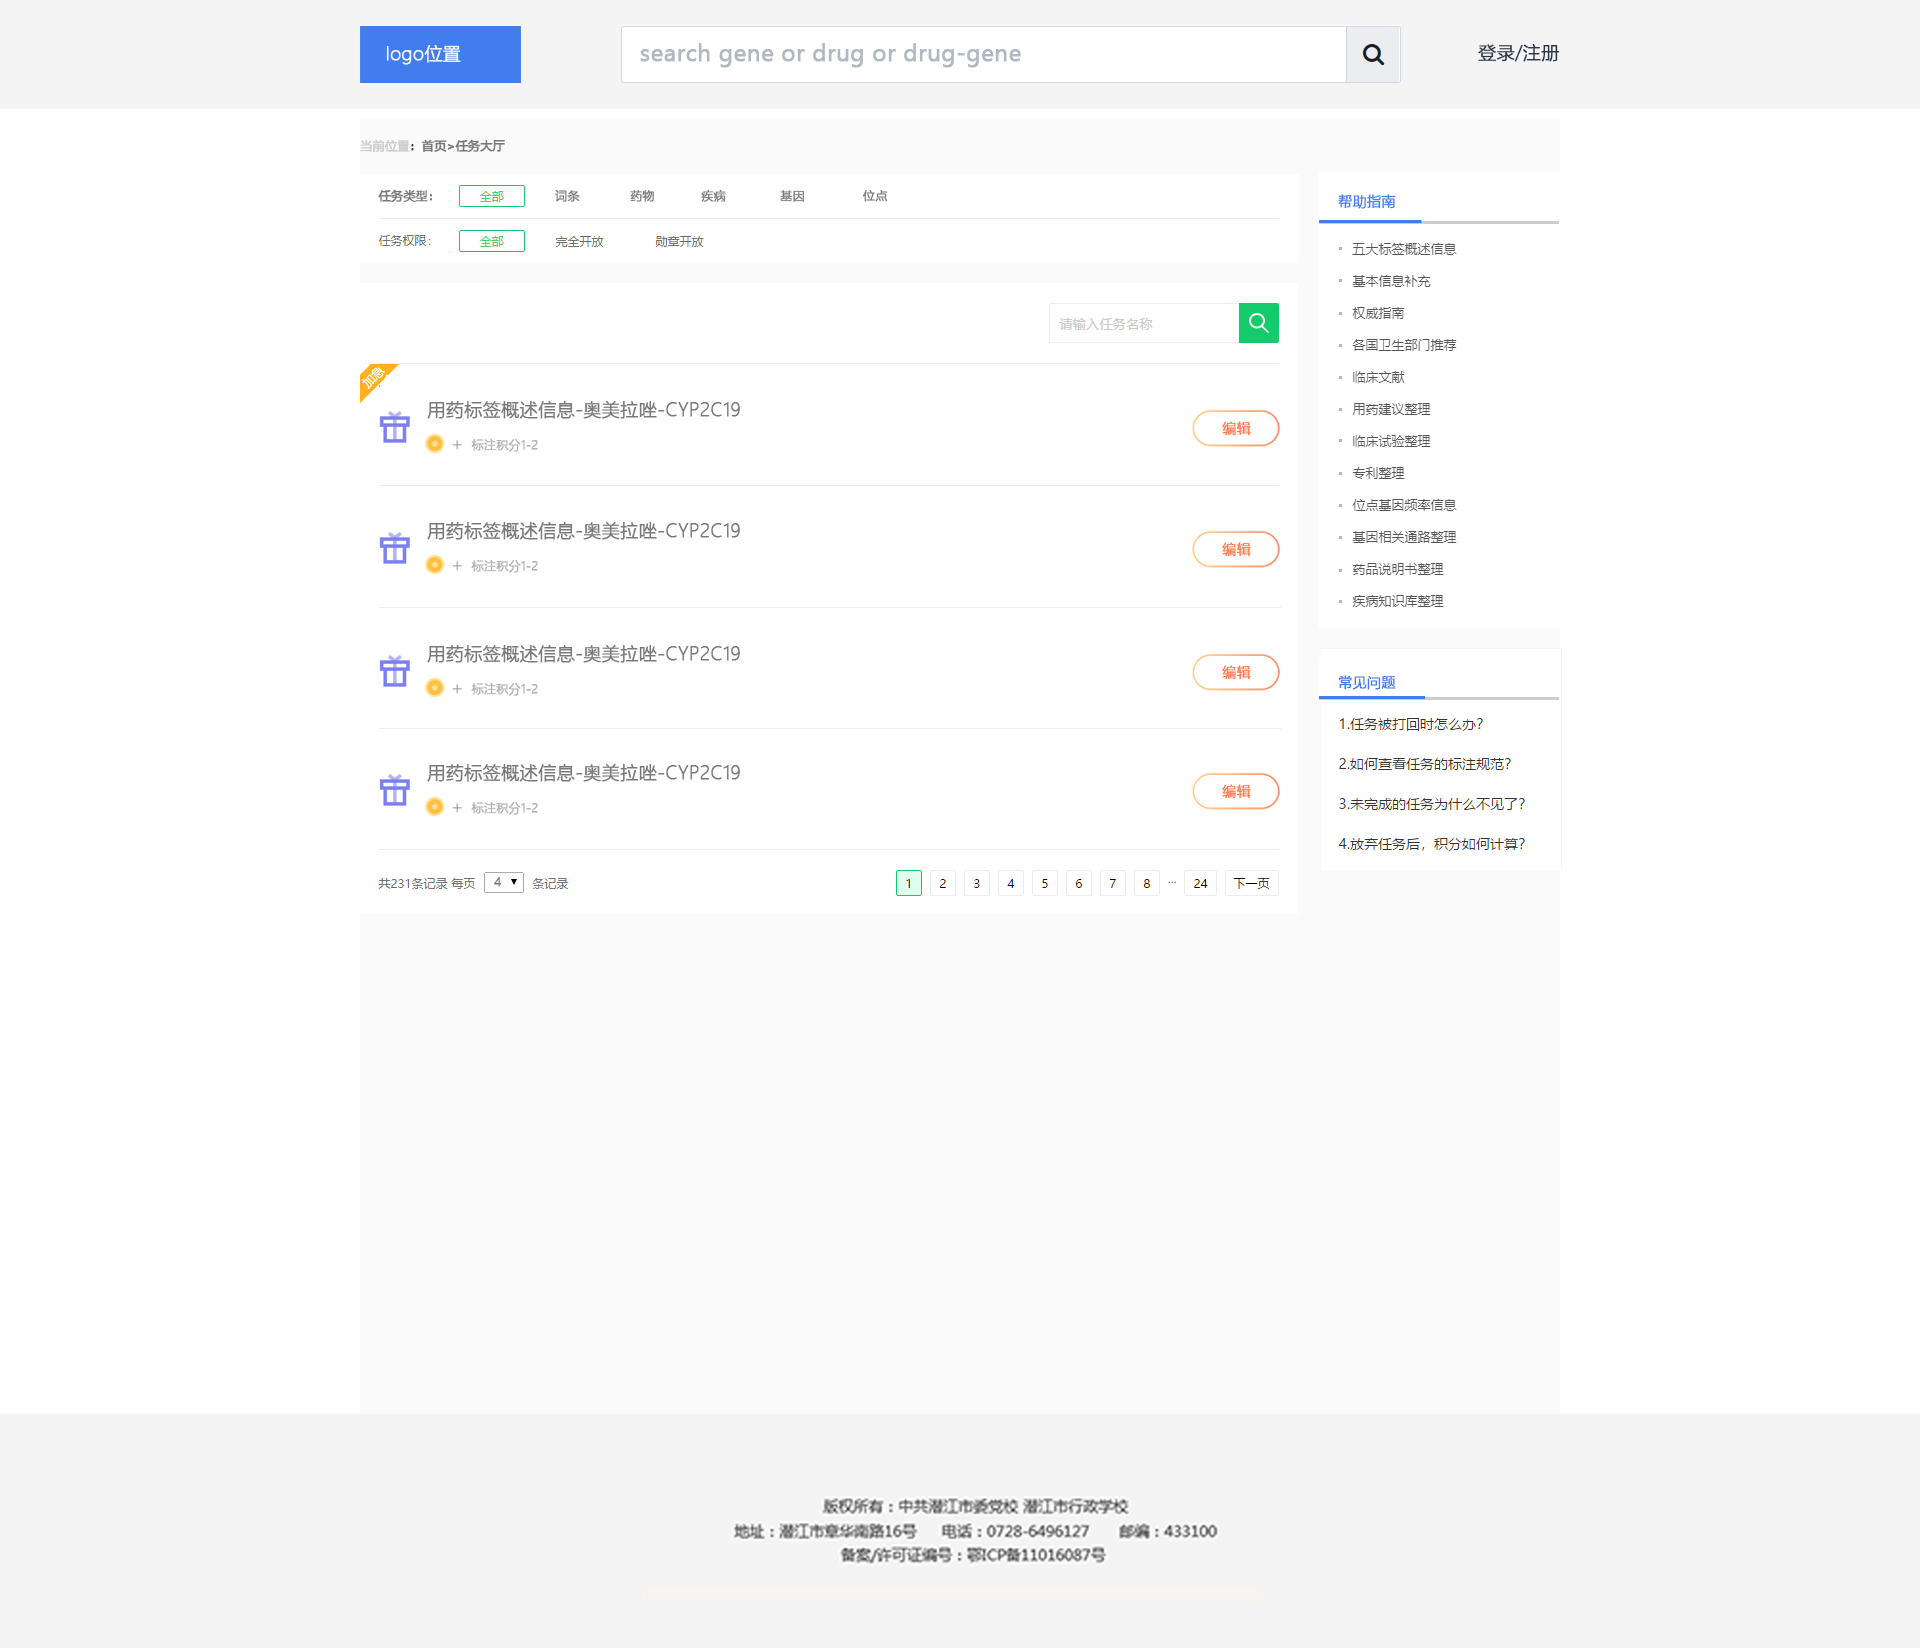 logo位置
search gene or drug or drug-gene
登录/注册
当前位置：首页>任务大厅
任务类型： 全部 词条 药物 疾病 基因 位点
任务权限： 全部 完全开放 勋章开放
请输入任务名称
加急
用药标签概述信息-奥美拉唑-CYP2C19
+ 标注积分1-2
编辑
用药标签概述信息-奥美拉唑-CYP2C19
+ 标注积分1-2
编辑
用药标签概述信息-奥美拉唑-CYP2C19
+ 标注积分1-2
编辑
用药标签概述信息-奥美拉唑-CYP2C19
+ 标注积分1-2
编辑
共231条记录 每页 4 条记录
1 2 3 4 5 6 7 8 ... 24 下一页
帮助指南
五大标签概述信息
基本信息补充
权威指南
各国卫生部门推荐
临床文献
用药建议整理
临床试验整理
专利整理
位点基因频率信息
基因相关通路整理
药品说明书整理
疾病知识库整理
常见问题
1.任务被打回时怎么办?
2.如何查看任务的标注规范?
3.未完成的任务为什么不见了?
4.放弃任务后，积分如何计算?
版权所有：中共潜江市委党校 潜江市行政学校
地址：潜江市章华南路16号 电话：0728-6496127 邮编：433100
备案/许可证编号：鄂ICP备11016087号